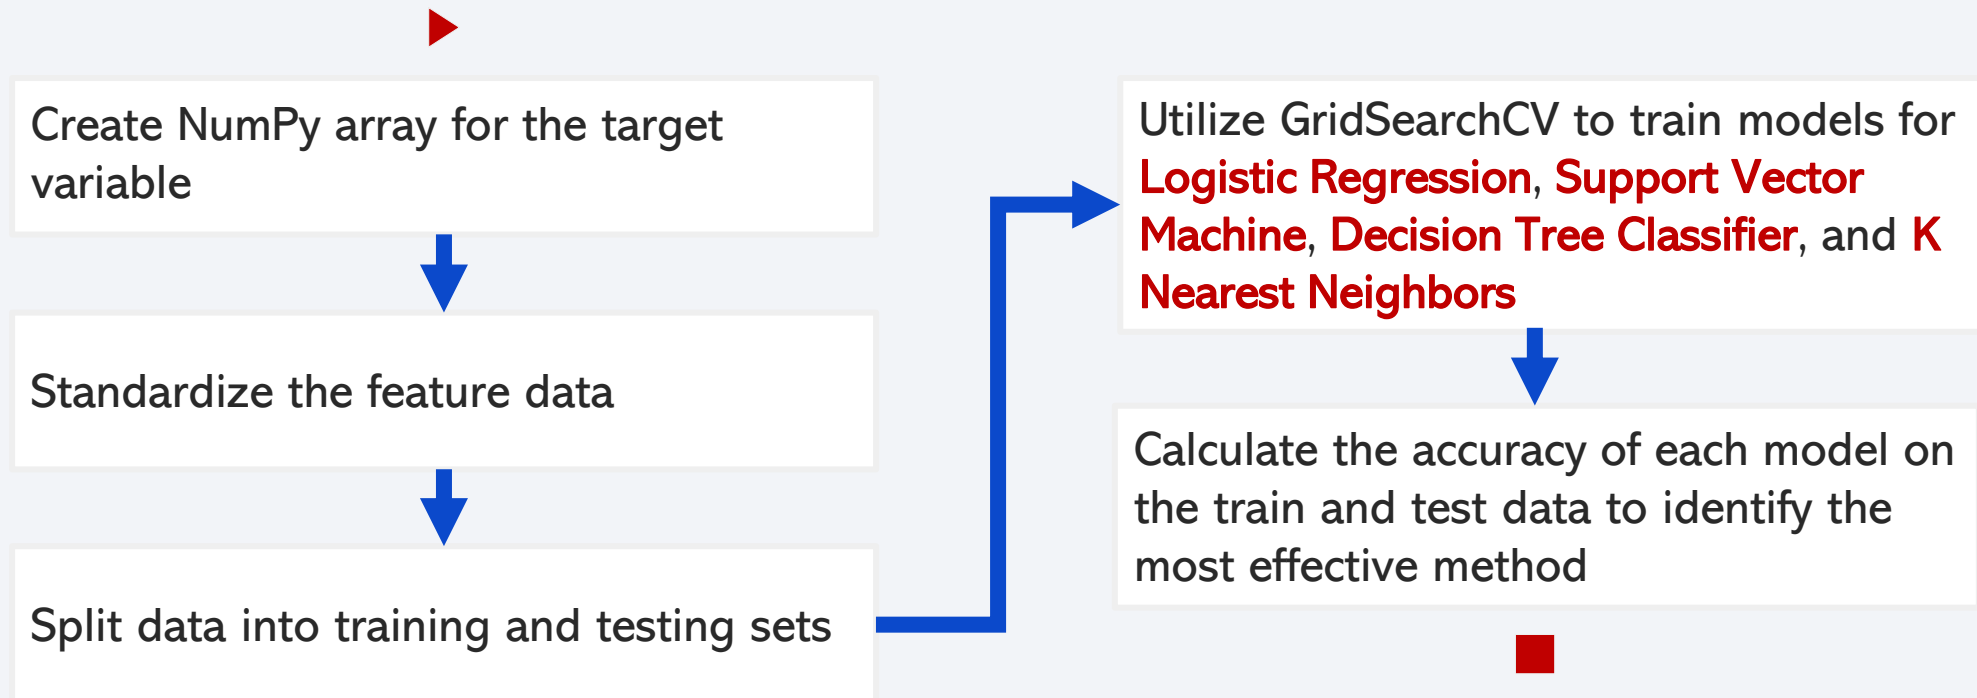 Create NumPy array for the target
variable
Standardize the feature data
Split data into training and testing sets
Utilize GridSearchCV to train models for
Logistic Regression, Support Vector
Machine, Decision Tree Classifier, and K
Nearest Neighbors
Calculate the accuracy of each model on
the train and test data to identify the
most effective method